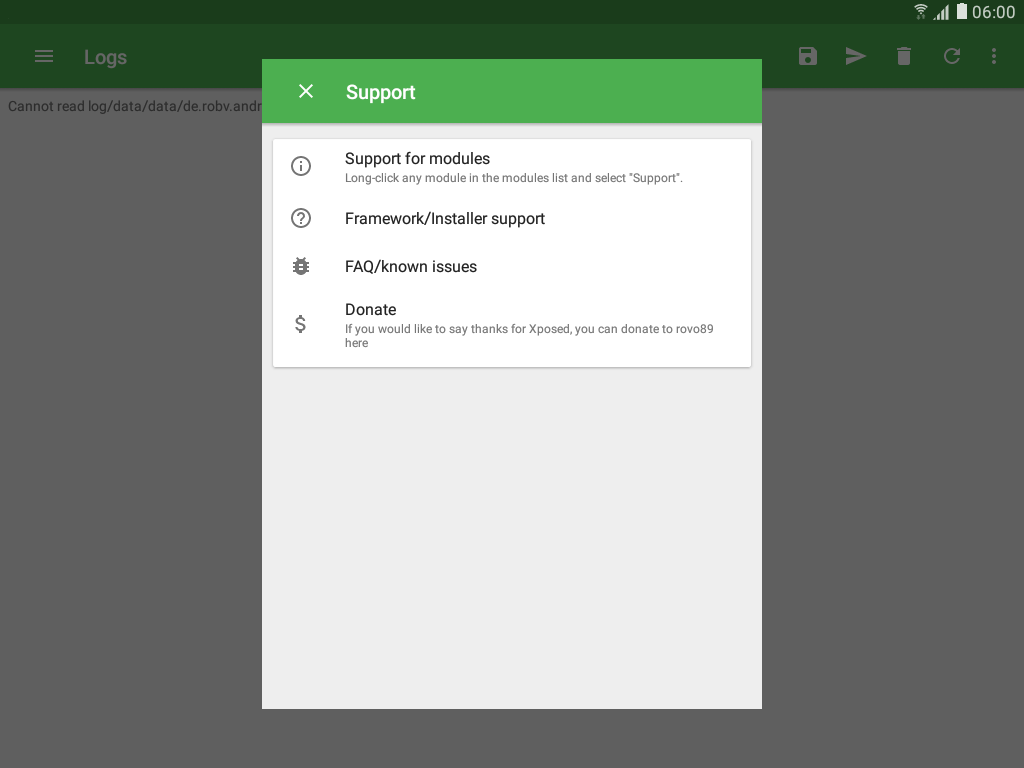 06:00
Logs
Cannot read log/data/data/de.robv.andr
Support
Support for modules
Long-click any module in the modules list and select "Support".
Framework/Installer support
FAQ/known issues
Donate
If you would like to say thanks for Xposed, you can donate to rovo89
here